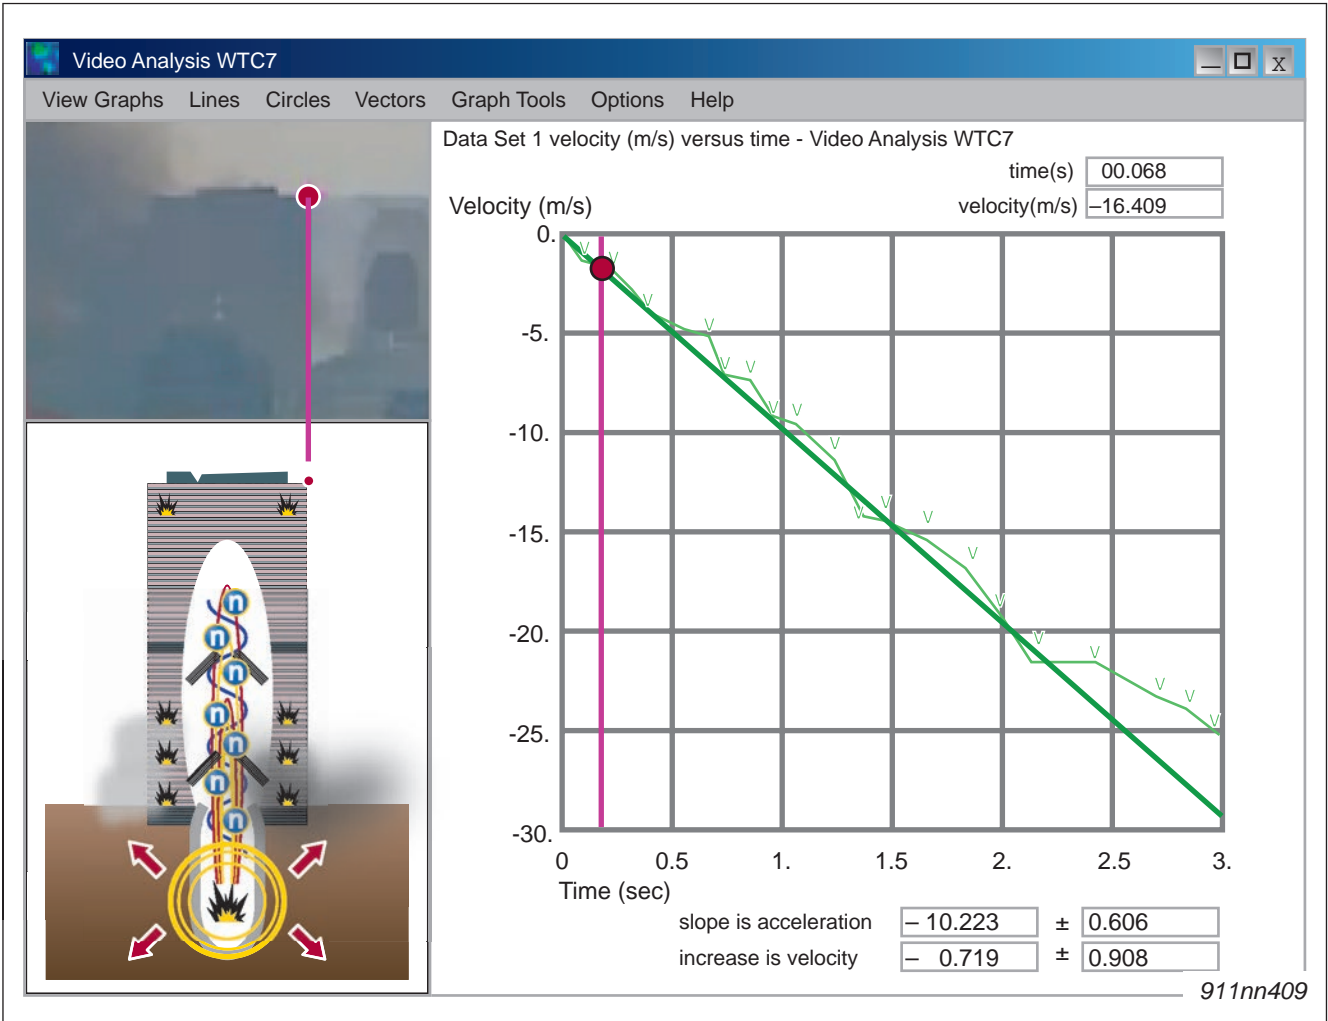 Video Analysis WTC7
X
View Graphs Lines Circles Vectors Graph Tools Options Help
Data Set 1 velocity (m/s) versus time - Video Analysis WTC7
time(s) 00.068
velocity(m/s) –16.409
Velocity (m/s)
0.
-5.
-10.
-15.
-20.
-25.
-30.
V V V V V V V V V V V V V V V V V V V V
0 0.5 1. 1.5 2. 2.5 3.
Time (sec)
slope is acceleration – 10.223 ± 0.606
increase is velocity – 0.719 ± 0.908
n
n
n
n
n
n
n
911nn409